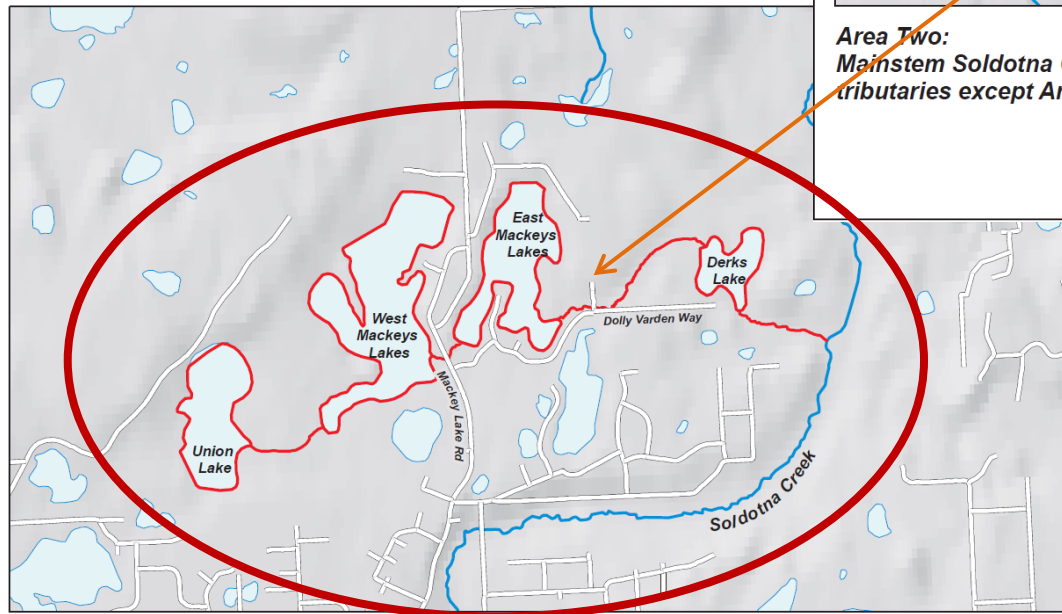 Area Two:
Mainstem Soldotna
tributaries except
East
Mackeys
Lakes
Derks
Lake
Dolly Varden Way
West
Mackeys
Lakes
Mackey Lake Rd
Union
Lake
Soldotna Creek